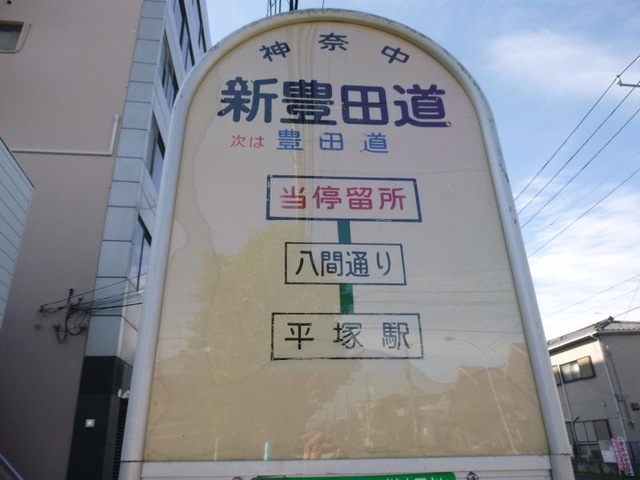 神奈中
新豊田道
次は 豊田道
当停留所
八間通り
平塚駅